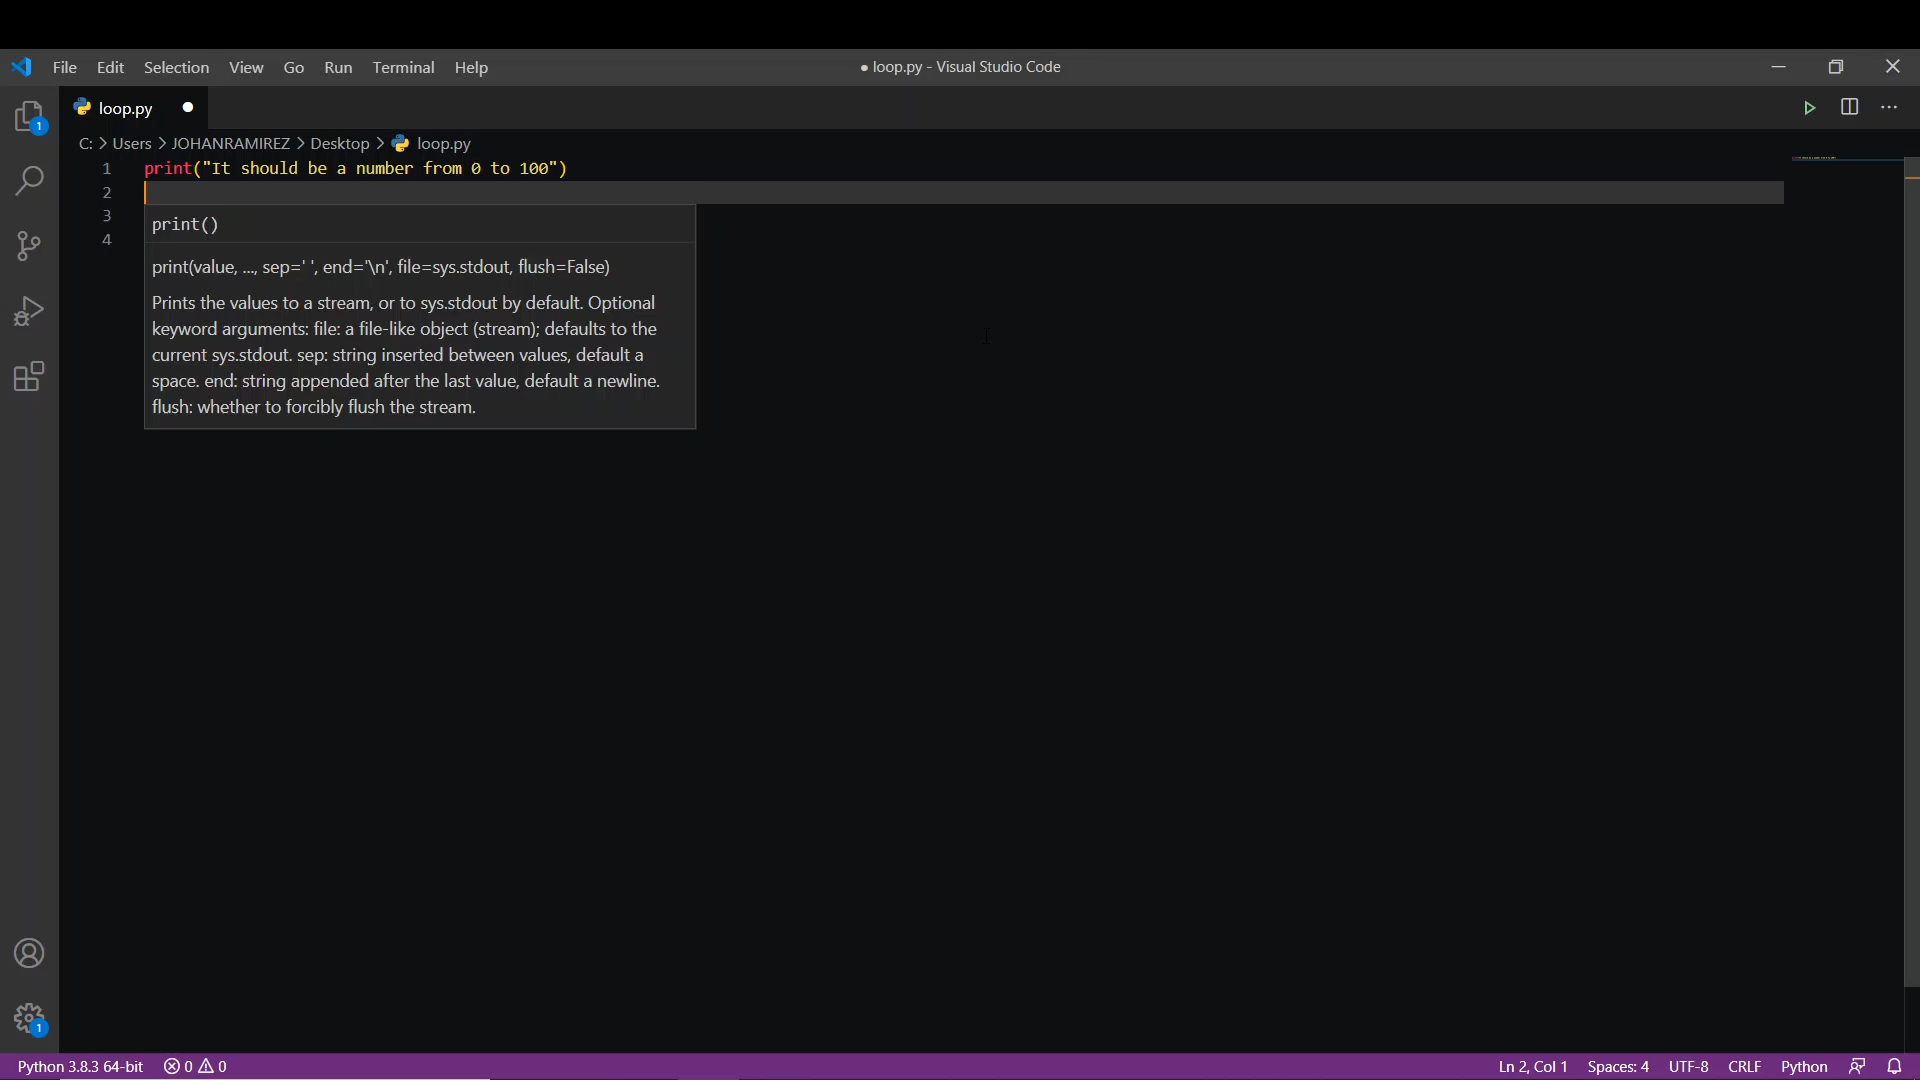 File Edit Selection View Go Run Terminal Help ● loop.py - Visual Studio Code
1 loop.py ●
C: > Users > JOHANRAMIREZ > Desktop > loop.py
1 print("It should be a number from 0 to 100")
2
3
4
print()
print(value, ..., sep=' ', end='\n', file=sys.stdout, flush=False)
Prints the values to a stream, or to sys.stdout by default. Optional
keyword arguments: file: a file-like object (stream); defaults to the
current sys.stdout. sep: string inserted between values, default a
space. end: string appended after the last value, default a newline.
flush: whether to forcibly flush the stream.
1
Python 3.8.3 64-bit 0 0 Ln 2, Col 1 Spaces: 4 UTF-8 CRLF Python